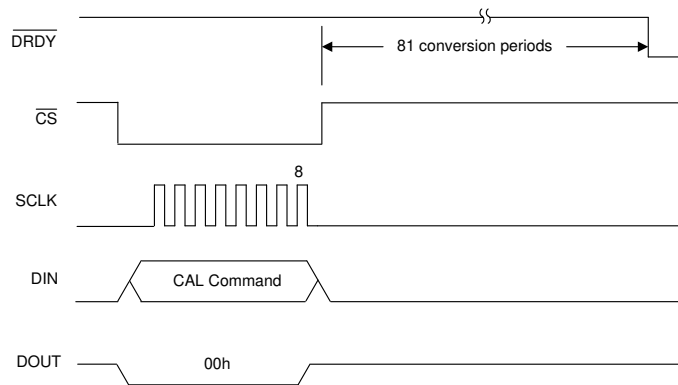 DRDY
81 conversion periods
CS
8
SCLK
DIN
CAL Command
DOUT
00h